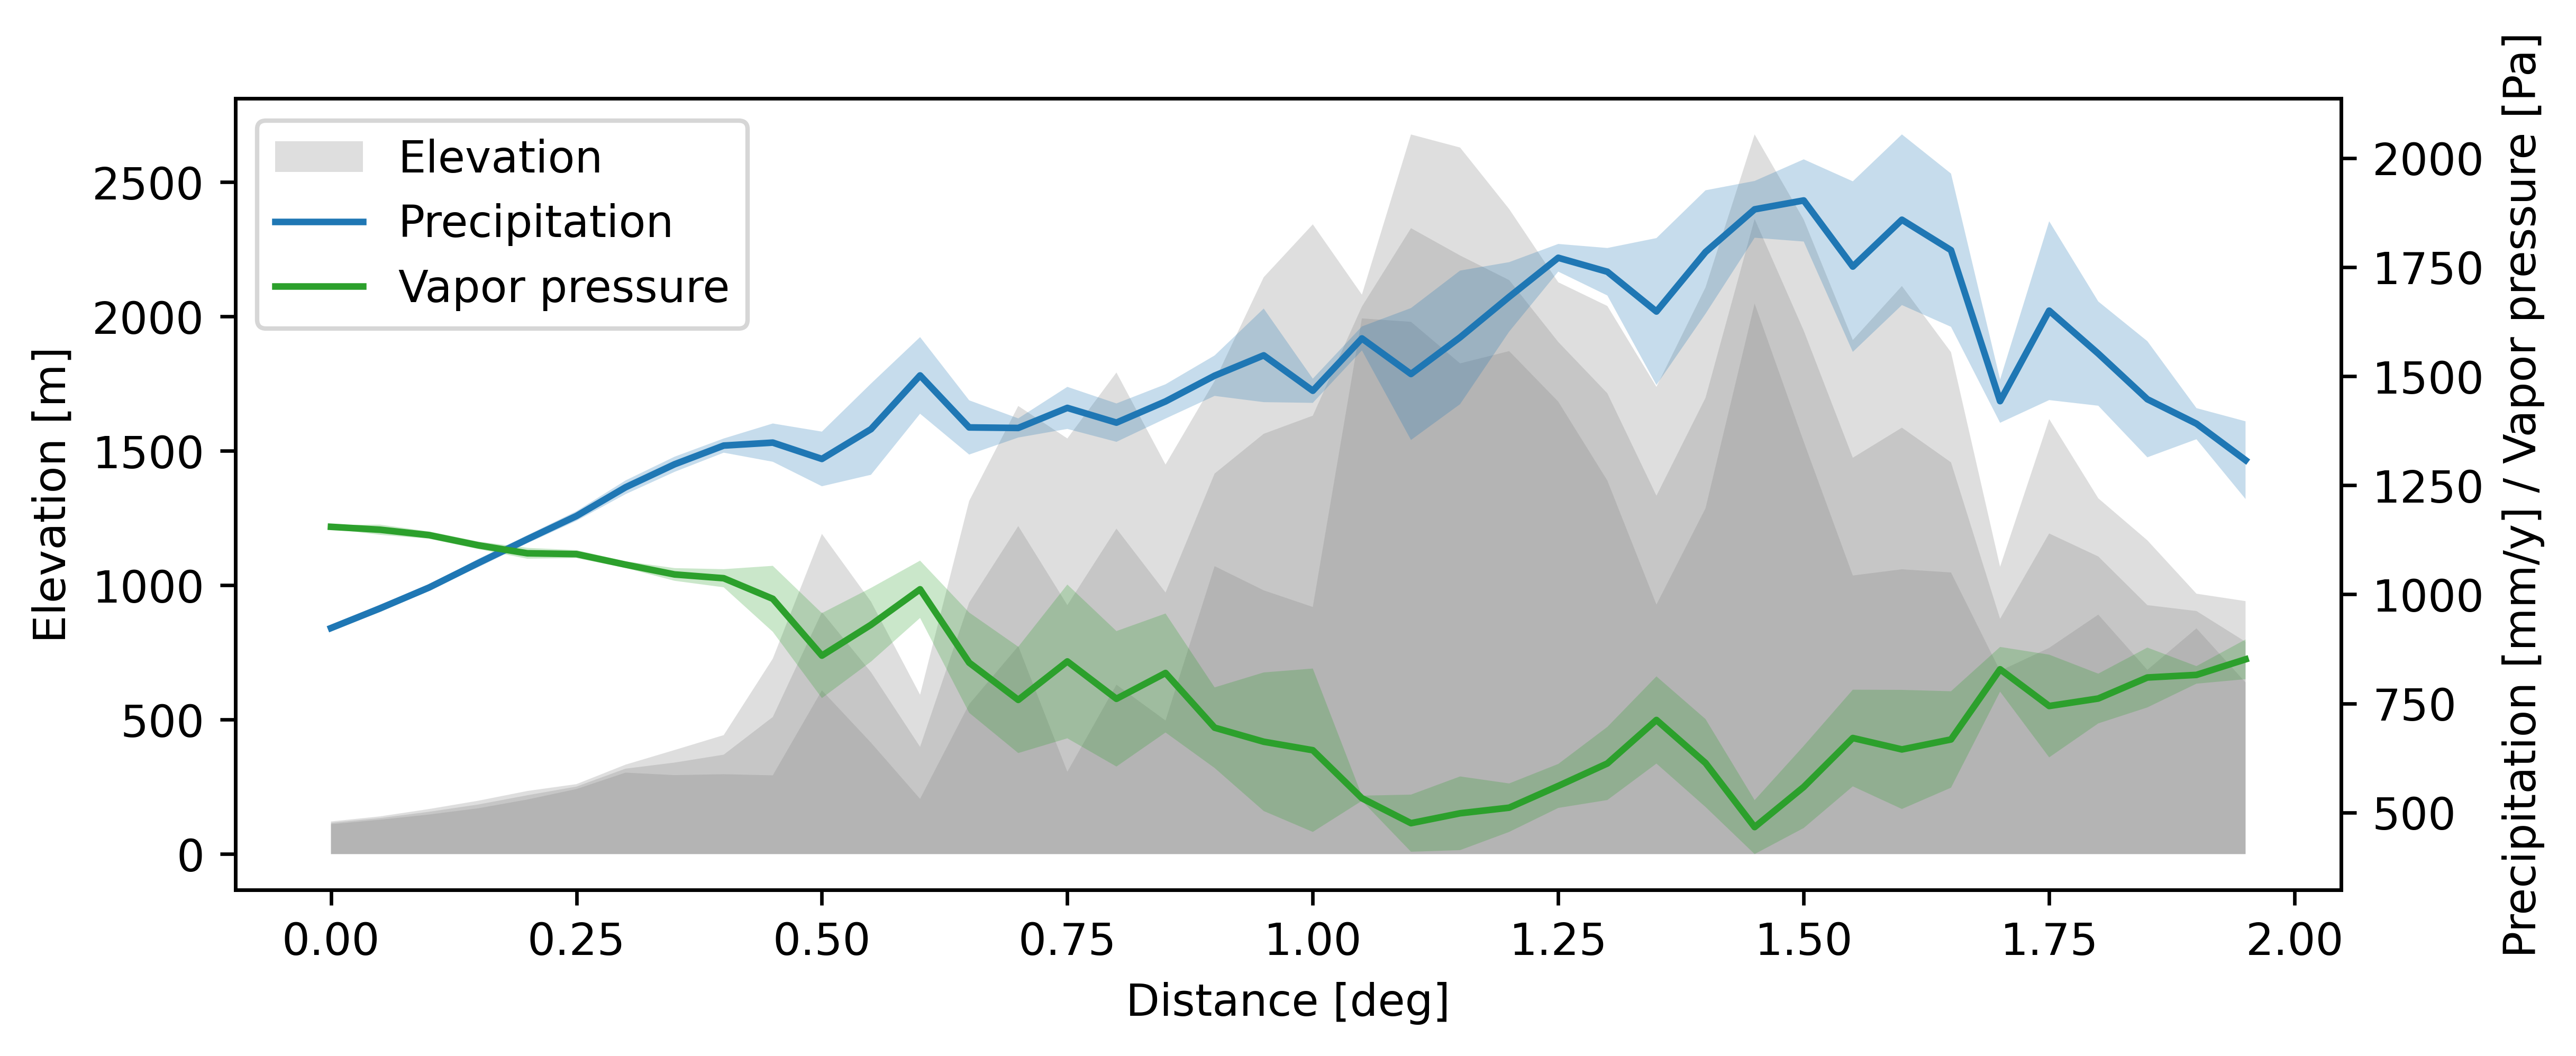 Elevation
Precipitation
Vapor pressure
Elevation [m]
2500
2000
1500
1000
500
0
0.00 0.25 0.50 0.75 1.00 1.25 1.50 1.75 2.00
Distance [deg]
2000
1750
1500
1250
1000
750
500
Precipitation [mm/y] / Vapor pressure [Pa]